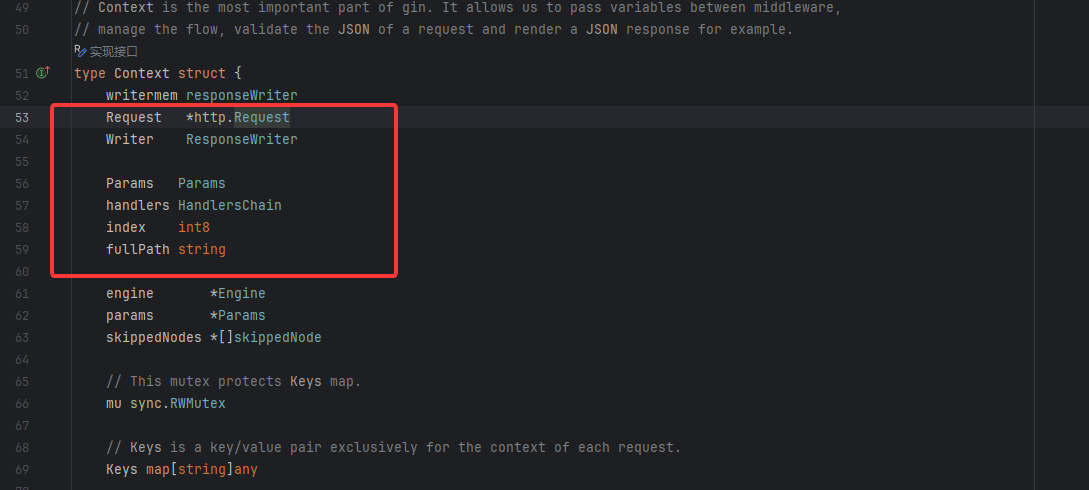 49 // Context is the most important part of gin. It allows us to pass variables between middleware,
50 // manage the flow, validate the JSON of a request and render a JSON response for example.
实现接口
51 type Context struct {
52 writermem responseWriter
53 Request *http.Request
54 Writer ResponseWriter
55
56 Params Params
57 handlers HandlersChain
58 index int8
59 fullPath string
60
61 engine *Engine
62 params *Params
63 skippedNodes *[]skippedNode
64
65 // This mutex protects Keys map.
66 mu sync.RWMutex
67
68 // Keys is a key/value pair exclusively for the context of each request.
69 Keys map[string]any